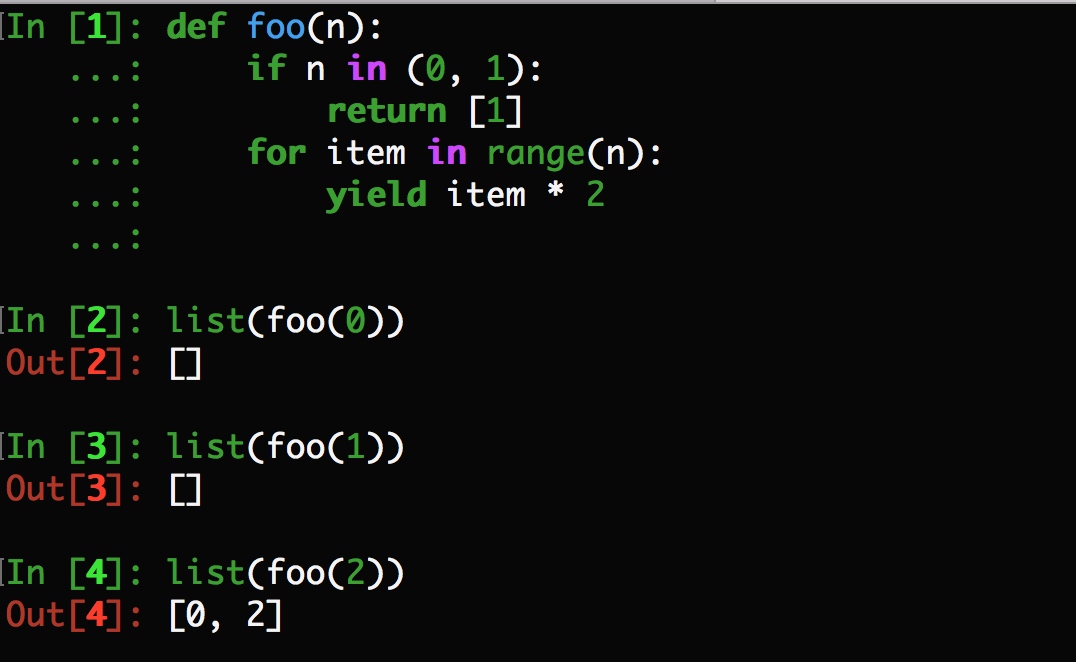 In [1]: def foo(n):
   ...:     if n in (0, 1):
   ...:         return [1]
   ...:     for item in range(n):
   ...:         yield item * 2
   ...:
In [2]: list(foo(0))
Out[2]: []
In [3]: list(foo(1))
Out[3]: []
In [4]: list(foo(2))
Out[4]: [0, 2]